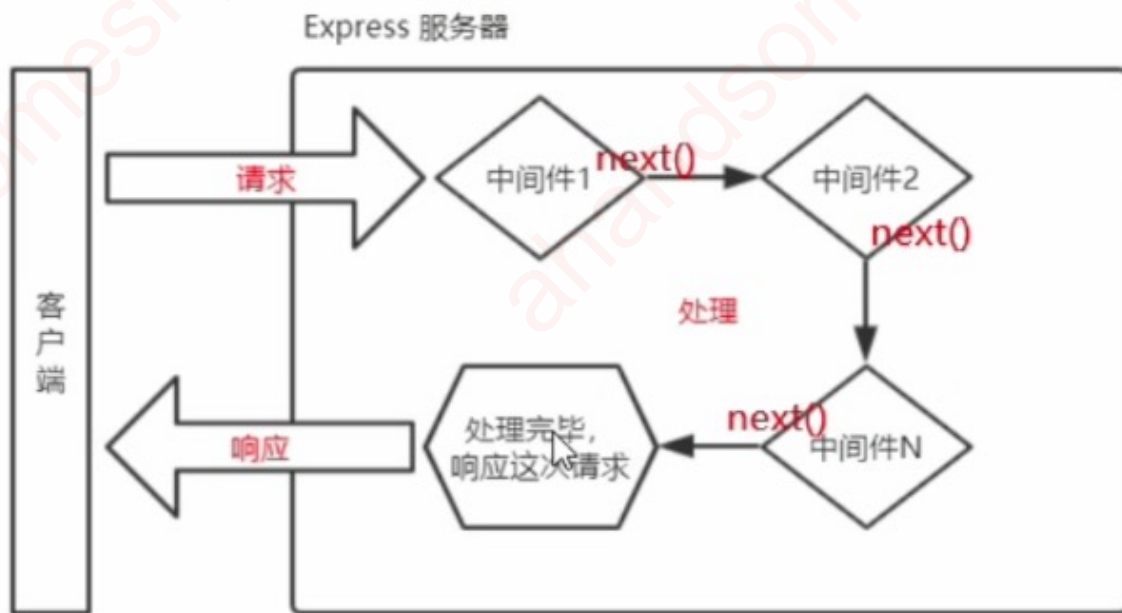 Express 服务器
请求
中间件1
next()
中间件2
next()
客户端
处理
next()
中间件N
处理完毕，
响应这次请求
响应